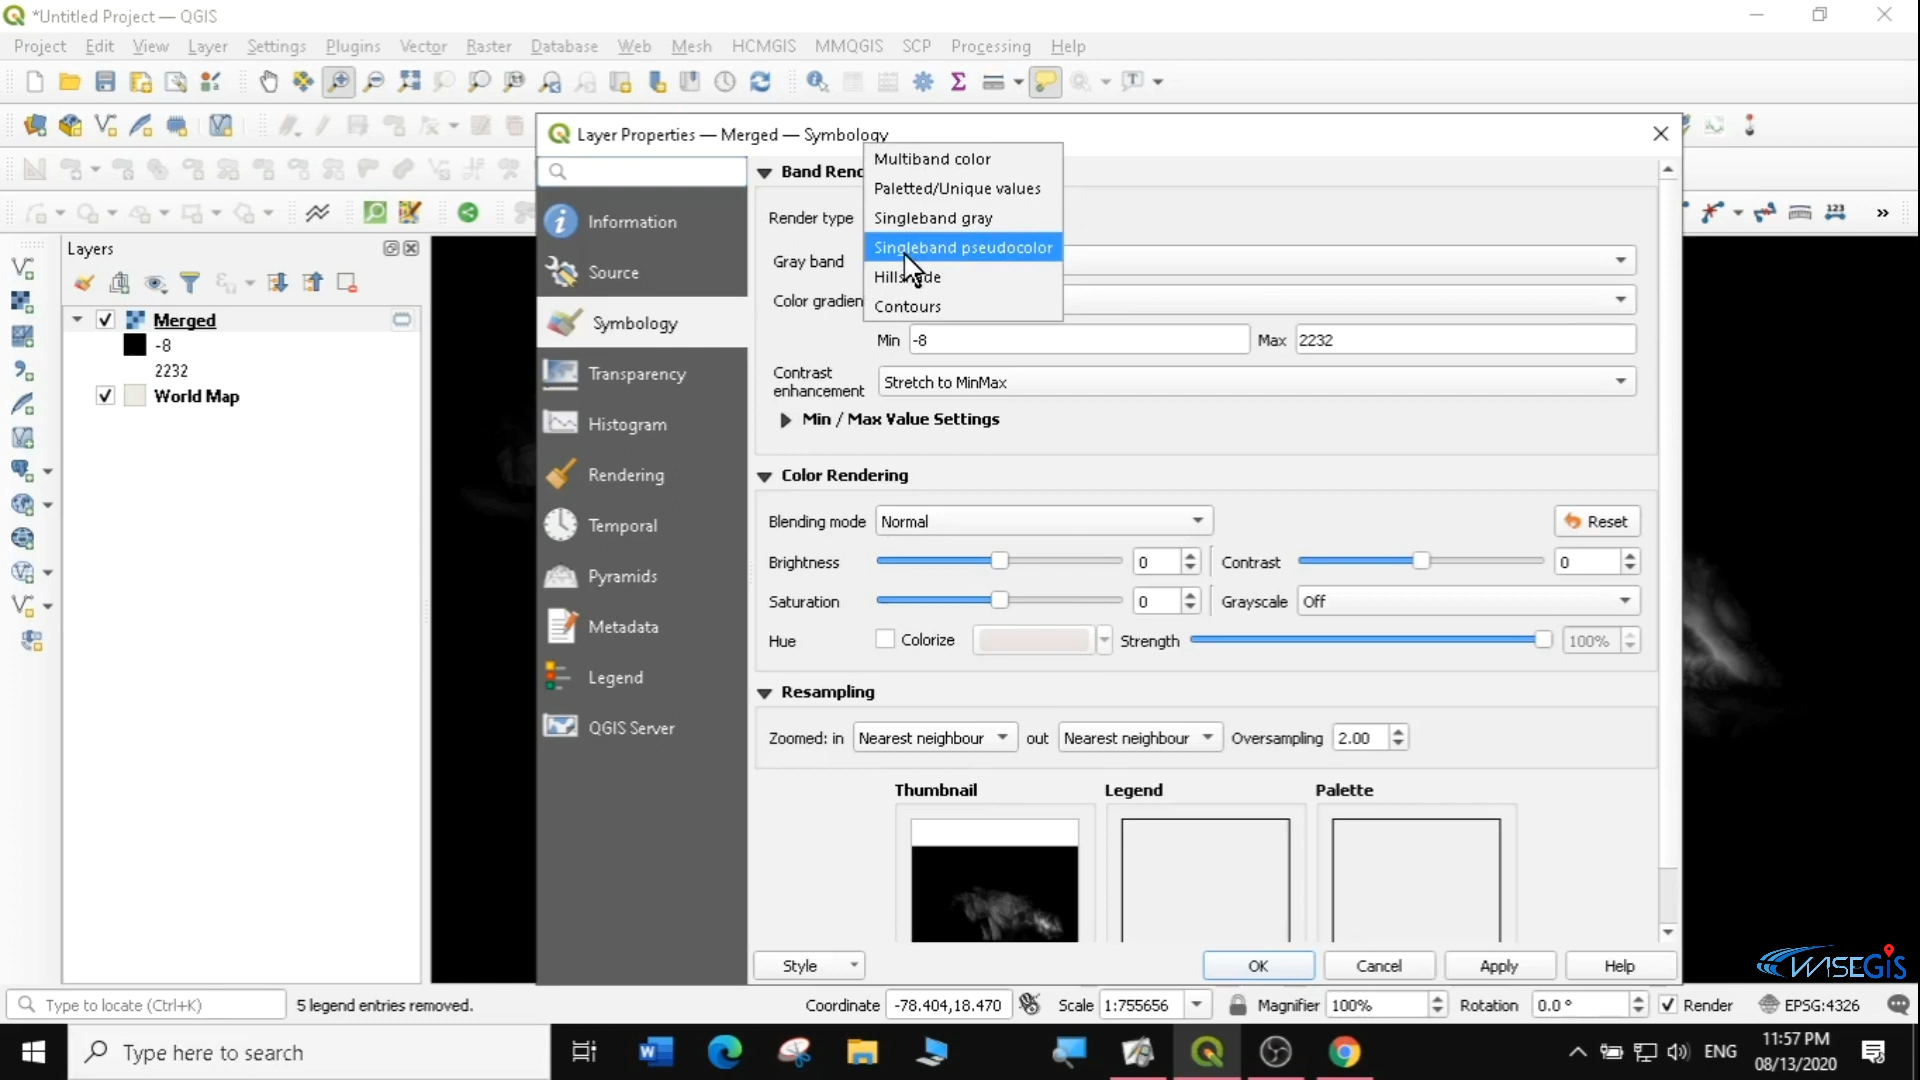 *Untitled Project — QGIS
Project Edit View Layer Settings Plugins Vector Raster Database Web Mesh HCMGIS MMQGIS SCP Processing Help
Layer Properties — Merged — Symbology
Layers
Merged
-8
2232
World Map
Information
Source
Symbology
Transparency
Histogram
Rendering
Temporal
Pyramids
Metadata
Legend
QGIS Server
Band Rend
Render type
Multiband color
Paletted/Unique values
Singleband gray
Singleband pseudocolor
Hillshade
Contours
Gray band
Color gradien
Min -8 Max 2232
Contrast
enhancement
Stretch to MinMax
Min / Max Value Settings
Color Rendering
Blending mode Normal Reset
Brightness 0 Contrast 0
Saturation 0 Grayscale Off
Hue Colorize Strength 100%
Resampling
Zoomed: in Nearest neighbour out Nearest neighbour Oversampling 2.00
Thumbnail Legend Palette
Style OK Cancel Apply Help
WISEGIS
Type to locate (Ctrl+K) 5 legend entries removed. Coordinate -78.404,18.470 Scale 1:755656 Magnifier 100% Rotation 0.0 ° Render EPSG:4326
Type here to search
ENG
11:57 PM
08/13/2020